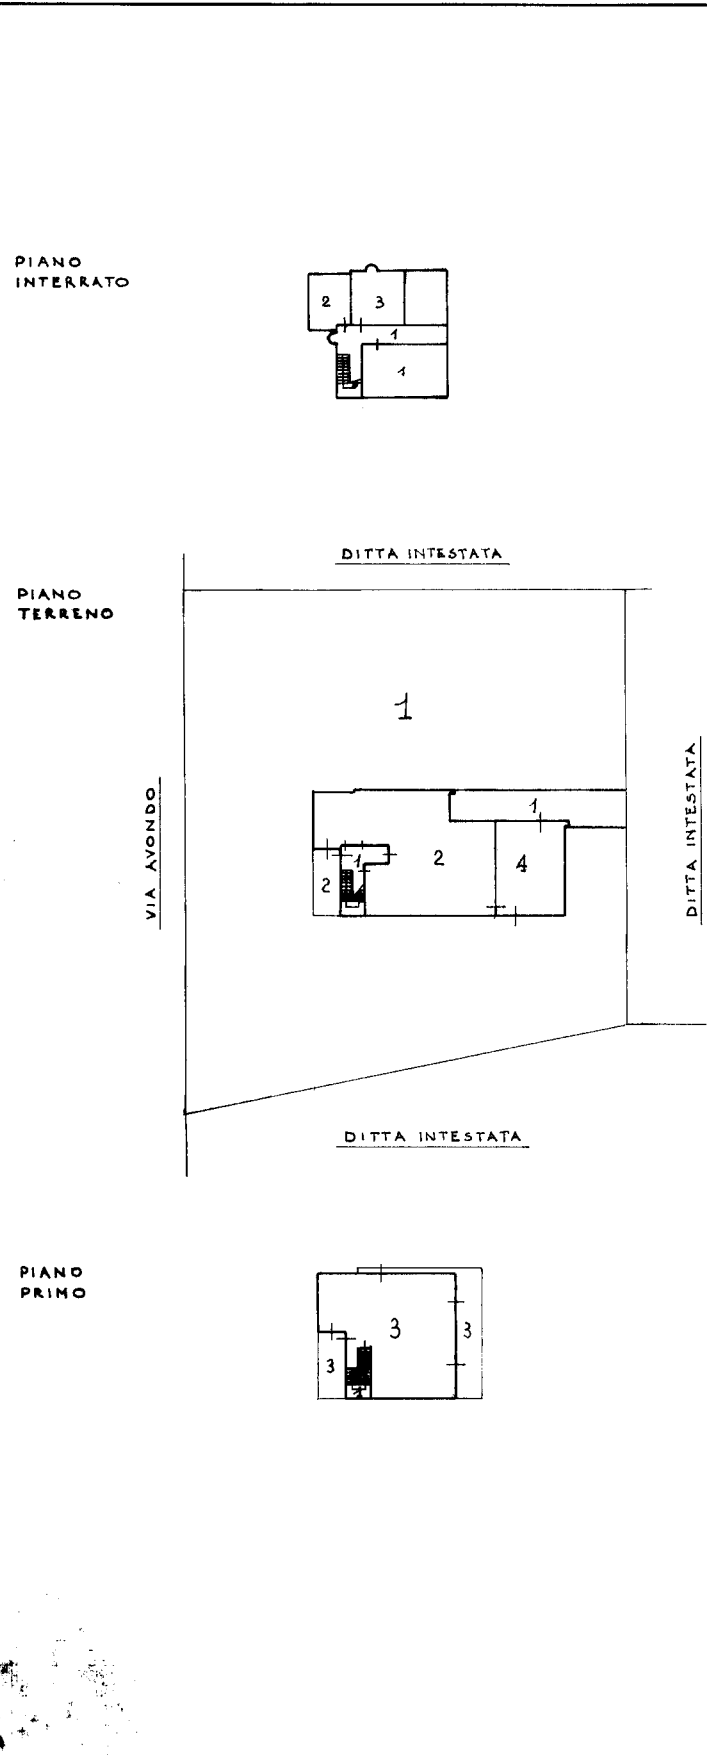 PIANO
INTERRATO
2
3
1
1
DITTA INTESTATA
PIANO
TERRENO
1
VIA AVONDO
DITTA INTESTATA
1
2
4
1
2
DITTA INTESTATA
PIANO
PRIMO
3
3
3
1